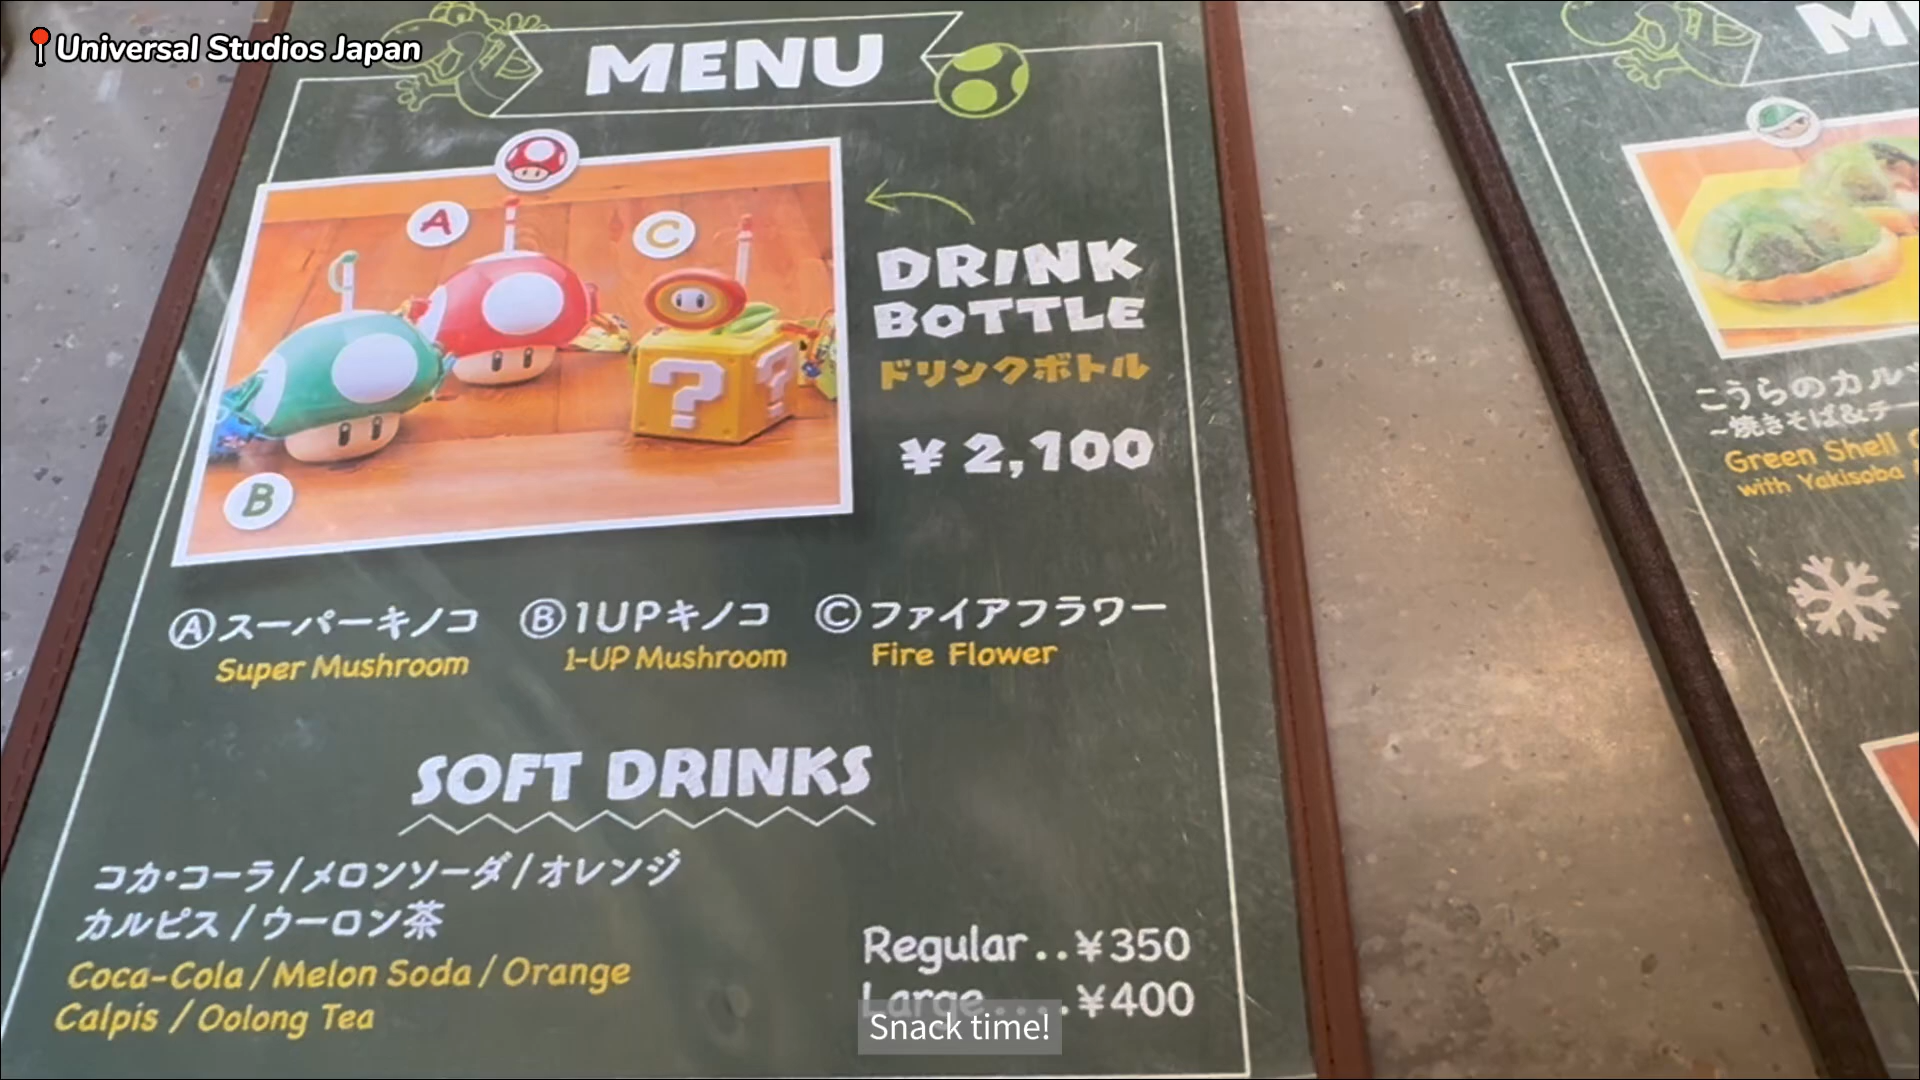 Universal Studios Japan
MENU
A
C
B
DRINK
BOTTLE
ドリンクボトル
¥2,100
Ⓐスーパーキノコ
Super Mushroom
Ⓑ1UPキノコ
1-UP Mushroom
Ⓒファイアフラワー
Fire Flower
SOFT DRINKS
コカ・コーラ/メロンソーダ/オレンジ
カルピス/ウーロン茶
Coca-Cola/Melon Soda/Orange
Calpis/Oolong Tea
Regular..¥350
Large....¥400
Snack time!
こうらのカル
~焼きそば&テ
Green Shell
with Yakisoba